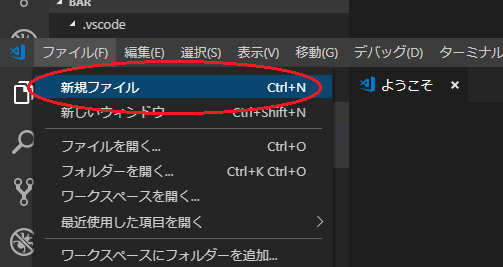 BAR
.vscode
ファイル(F) 編集(E) 選択(S) 表示(V) 移動(G) デバッグ(D) ターミナル
新規ファイル Ctrl+N
ようこそ
新しいウィンドウ Ctrl+Shift+N
ファイルを開く... Ctrl+O
フォルダーを開く... Ctrl+K Ctrl+O
ワークスペースを開く...
最近使用した項目を開く
ワークスペースにフォルダーを追加...